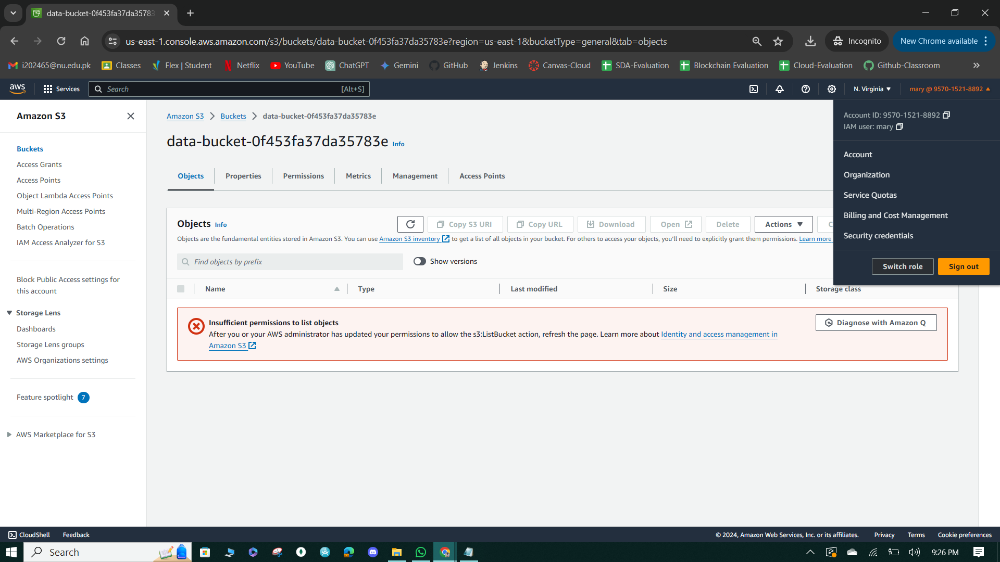 data-bucket-0f453fa37da35783
us-east-1.console.aws.amazon.com/s3/buckets/data-bucket-0f453fa37da35783e?region=us-east-1&bucketType=general&tab=objects
Incognito
New Chrome available
i202465@nu.edu.pk
Classes
Flex | Student
Netflix
YouTube
ChatGPT
Gemini
GitHub
Jenkins
Canvas-Cloud
SDA-Evaluation
Blockchain Evaluation
Cloud-Evaluation
Github-Classroom
aws
Services
Search
[Alt+S]
N. Virginia
mary @ 9570-1521-8892
Amazon S3
Buckets
Access Grants
Access Points
Object Lambda Access Points
Multi-Region Access Points
Batch Operations
IAM Access Analyzer for S3
Block Public Access settings for
this account
Storage Lens
Dashboards
Storage Lens groups
AWS Organizations settings
Feature spotlight 7
AWS Marketplace for S3
Amazon S3 > Buckets > data-bucket-0f453fa37da35783e
data-bucket-0f453fa37da35783e Info
Objects
Properties
Permissions
Metrics
Management
Access Points
Objects Info
Copy S3 URI
Copy URL
Download
Open
Delete
Actions
C
Objects are the fundamental entities stored in Amazon S3. You can use Amazon S3 inventory to get a list of all objects in your bucket. For others to access your objects, you'll need to explicitly grant them permissions. Learn more
Find objects by prefix
Show versions
Name
Type
Last modified
Size
Storage class
Insufficient permissions to list objects
After you or your AWS administrator has updated your permissions to allow the s3:ListBucket action, refresh the page. Learn more about Identity and access management in
Amazon S3
Diagnose with Amazon Q
Account ID: 9570-1521-8892
IAM user: mary
Account
Organization
Service Quotas
Billing and Cost Management
Security credentials
Switch role
Sign out
CloudShell
Feedback
© 2024, Amazon Web Services, Inc. or its affiliates.
Privacy
Terms
Cookie preferences
Search
9:26 PM